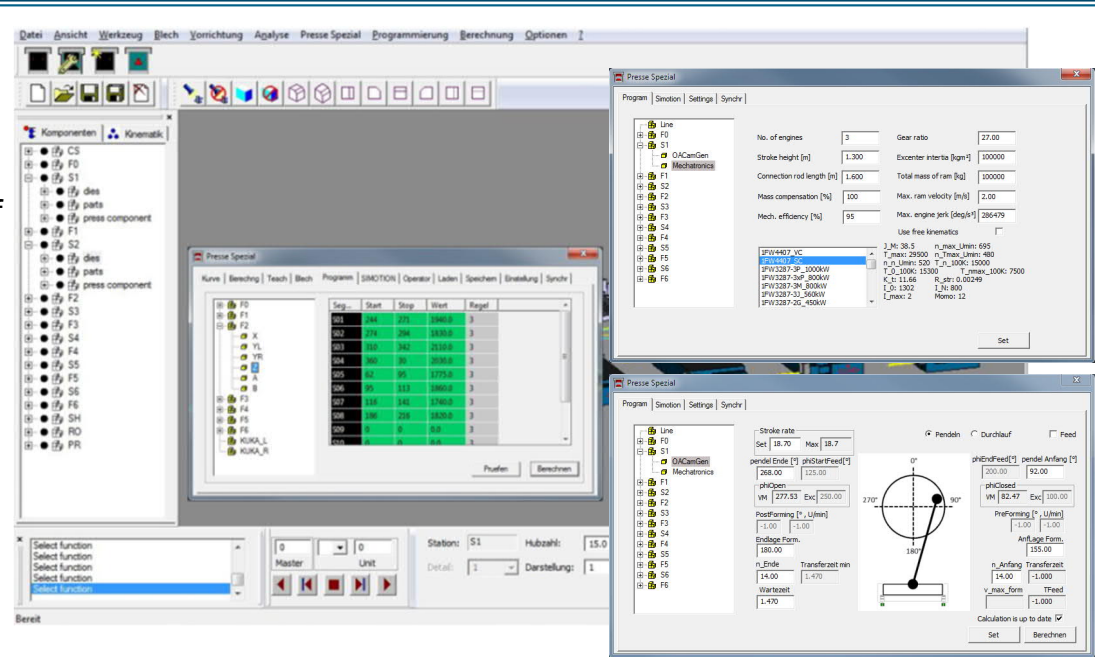 Datei Ansicht Werkzeug Blech Vorrichtung Analyse Presse Spezial Programmierung Berechnung Optionen ?
Komponenten Kinematik
CS
F0
S1
dies
parts
press component
F1
S2
dies
parts
press component
F2
S3
F3
S4
F4
S5
F5
S6
F6
SH
RO
PR
Presse Spezial
Kurve Berechng Teach Blech Programm SIMOTION Operator Laden Speichern Einstellung Synchr
F0
F1
F2
X
YL
YR
Z
A
B
F3
F4
F5
F6
KUKA_L
KUKA_R
Seg... Start Stop Wert Regel
S01 244 271 1940.0 3
S02 274 294 1830.0 3
S03 310 342 2110.0 3
S04 360 30 2030.0 3
S05 62 95 1775.0 3
S06 95 113 1860.0 3
S07 116 141 1740.0 3
S08 186 216 1820.0 3
S09 0 0 0.0 3
S10 0 0 0.0 3
Pruefen Berechnen
Select function
Select function
Select function
Select function
Select function
0 0
Master Unit
Station: S1 Hubzahl: 15.0
Detail: 1 Darstellung: 1
Bereit
Presse Spezial
Program Simotion Settings Synchr
Line
F0
S1
OACamGen
Mechatronics
F1
S2
F2
S3
F3
S4
F4
S5
F5
S6
F6
No. of engines 3 Gear ratio 27.00
Stroke height [m] 1.300 Excenter intertia [kgm²] 100000
Connection rod length [m] 1.600 Total mass of ram [kg] 100000
Mass compensation [%] 100 Max. ram velocity [m/s] 2.00
Mech. efficiency [%] 95 Max. engine jerk [deg/s³] 286479
Use free kinematics
1FW4407_VC
1FW4407_SC
1FW3287-3P_1000kW
1FW3287-3xP_800kW
1FW3287-3M_800kW
1FW3287-3J_560kW
1FW3287-2G_450kW
J_M: 38.5 n_max_Umin: 695
T_max: 29500 n_Tmax_Umin: 480
n_n_Umin: 520 T_n_100K: 15000
T_0_100K: 15300 T_nmax_100K: 7500
K_t: 11.66 R_str: 0.00249
I_0: 1302 I_N: 800
I_max: 2 Momo: 12
Set
Presse Spezial
Program Simotion Settings Synchr
Line
F0
S1
OACamGen
Mechatronics
F1
S2
F2
S3
F3
S4
F4
S5
F5
S6
F6
Stroke rate
Set 18.70 Max 18.7
Pendeln Durchlauf Feed
pendel Ende [°] phiStartFeed[°]
268.00 125.00
phiOpen
VM 277.53 Exc 250.00
PostForming [° , U/min]
-1.00 -1.00
Endlage Form.
180.00
n_Ende Transferzeit min
14.00 1.470
Wartezeit
1.470
0°
270° 90°
180°
phiEndFeed[°] pendel Anfang [°]
200.00 92.00
phiClosed
VM 82.47 Exc 100.00
PreForming [° , U/min]
-1.00 -1.00
AnfLage Form.
155.00
n_Anfang Transferzeit
14.00 -1.000
v_max_form TFeed
-1.000
Calculation is up to date
Set Berechnen